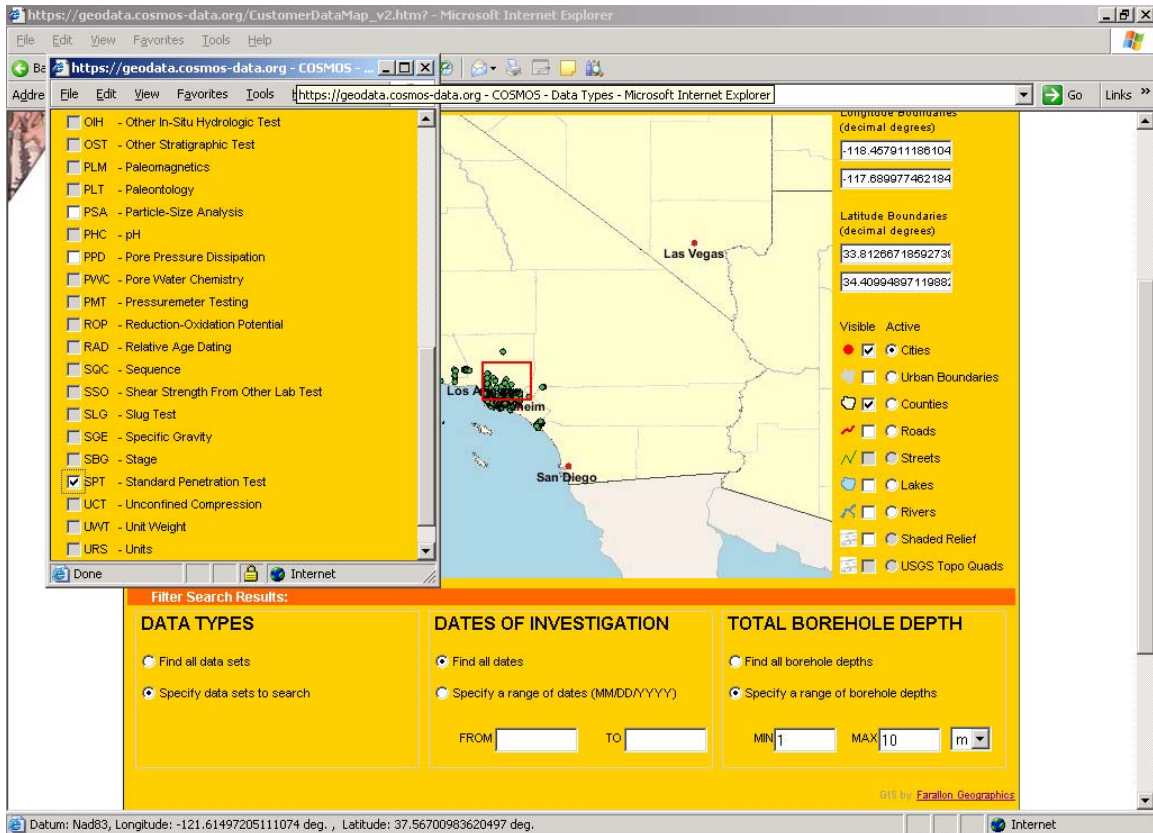 https://geodata.cosmos-data.org/CustomerDataMap_v2.htm? - Microsoft Internet Explorer
File Edit View Favorites Tools Help
Ba
https://geodata.cosmos-data.org - COSMOS - ...
Addre
File Edit View Favorites Tools
https://geodata.cosmos-data.org - COSMOS - Data Types - Microsoft Internet Explorer
Go Links »
OIH - Other In-Situ Hydrologic Test
OST - Other Stratigraphic Test
PLM - Paleomagnetics
PLT - Paleontology
PSA - Particle-Size Analysis
PHC - pH
PPD - Pore Pressure Dissipation
PWC - Pore Water Chemistry
PMT - Pressuremeter Testing
ROP - Reduction-Oxidation Potential
RAD - Relative Age Dating
SQC - Sequence
SSO - Shear Strength From Other Lab Test
SLG - Slug Test
SGE - Specific Gravity
SBG - Stage
SPT - Standard Penetration Test
UCT - Unconfined Compression
UWT - Unit Weight
URS - Units
Done
Internet
Las Vegas
Los A
heim
San Diego
Longitude Boundaries
(decimal degrees)
-118.457911186104
-117.689977462184
Latitude Boundaries
(decimal degrees)
33.8126671859273
34.4099489711988
Visible Active
Cities
Urban Boundaries
Counties
Roads
Streets
Lakes
Rivers
Shaded Relief
USGS Topo Quads
Filter Search Results:
DATA TYPES
Find all data sets
Specify data sets to search
DATES OF INVESTIGATION
Find all dates
Specify a range of dates (MM/DD/YYYY)
FROM TO
TOTAL BOREHOLE DEPTH
Find all borehole depths
Specify a range of borehole depths
MIN 1 MAX 10 m
GIS by Farallon Geographics
Datum: Nad83, Longitude: -121.61497205111074 deg. , Latitude: 37.56700983620497 deg.
Internet